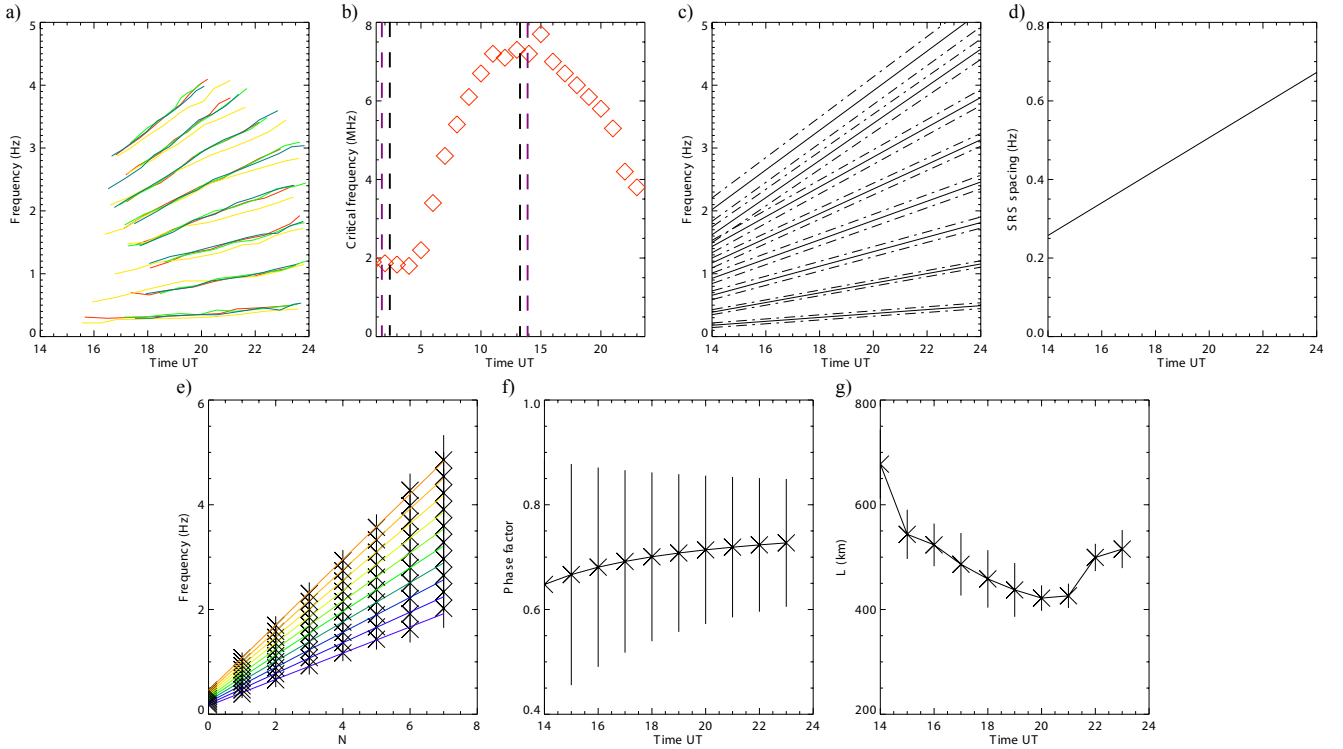 a) b) c) d)
5 8 5 1.0
4 6 4 0.8
3 4 3 0.6
2 2 2 0.4
1 1 0.2
0 0 0 0.0
Frequency (Hz) Critical frequency (MHz) Frequency (Hz) SRS spacing (Hz)
14 16 18 20 22 24 5 10 15 20 14 16 18 20 22 24 14 16 18 20 22 24
Time UT Time UT Time UT Time UT
e) f) g)
6 1.0 800
4 0.8 600
2 0.6 400
0 0.4 200
Frequency (Hz) Phase factor L (km)
0 2 4 6 8 14 16 18 20 22 24 14 16 18 20 22 24
N Time UT Time UT